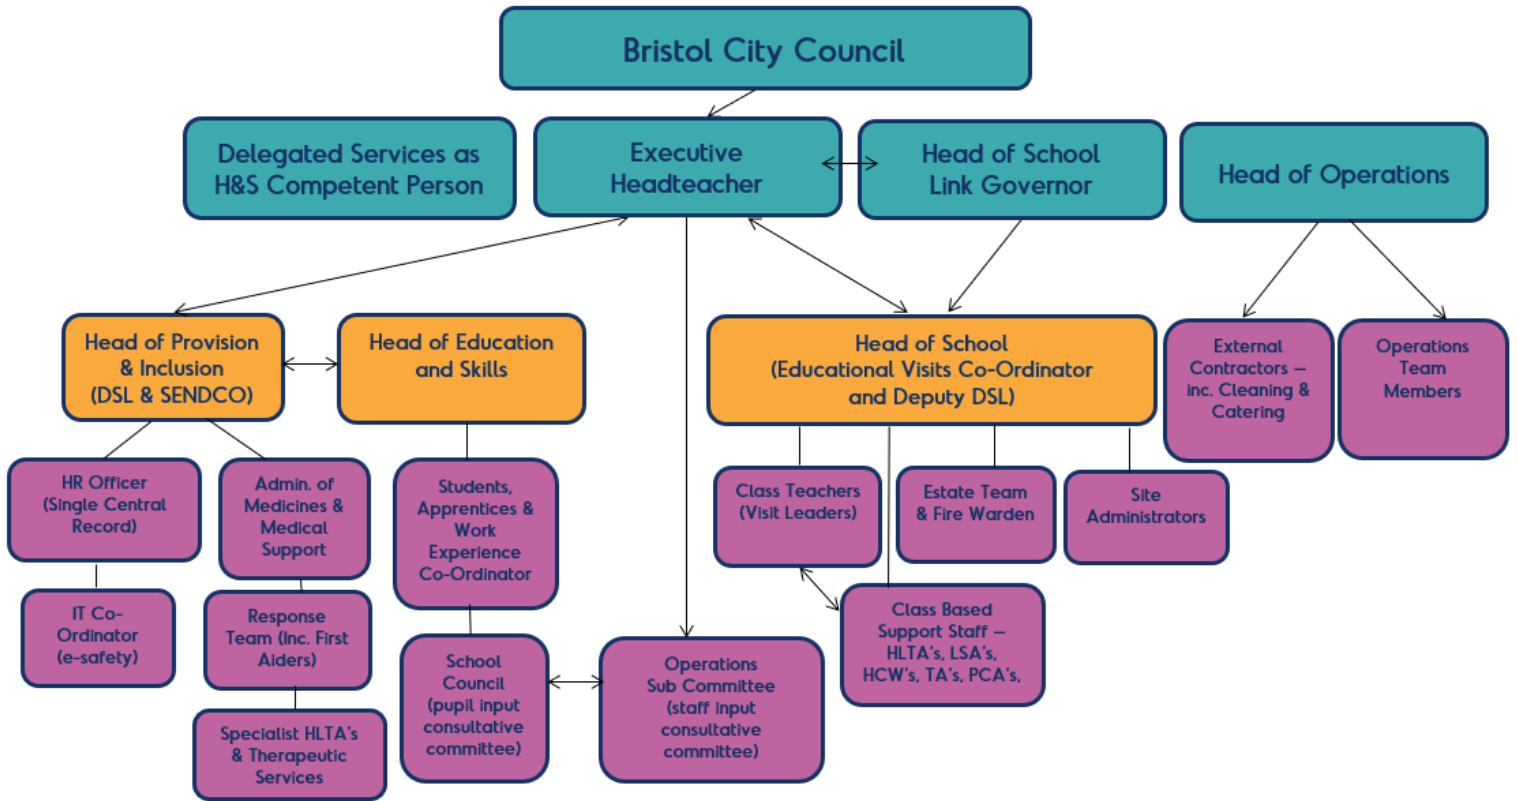 Bristol City Council
Delegated Services as
H&S Competent Person
Executive
Headteacher
Head of School
Link Governor
Head of Operations
Head of Provision
& Inclusion
(DSL & SENDCO)
Head of Education
and Skills
Head of School
(Educational Visits Co-Ordinator
and Deputy DSL)
External
Contractors –
inc. Cleaning &
Catering
Operations
Team
Members
HR Officer
(Single Central
Record)
Admin. of
Medicines &
Medical
Support
Students,
Apprentices &
Work
Experience
Co-Ordinator
Class Teachers
(Visit Leaders)
Estate Team
& Fire Warden
Site
Administrators
IT Co-
Ordinator
(e-safety)
Response
Team (Inc. First
Aiders)
School
Council
(pupil input
consultative
committee)
Operations
Sub Committee
(staff input
consultative
committee)
Class Based
Support Staff –
HLTA's, LSA's,
HCW's, TA's, PCA's,
Specialist HLTA's
& Therapeutic
Services